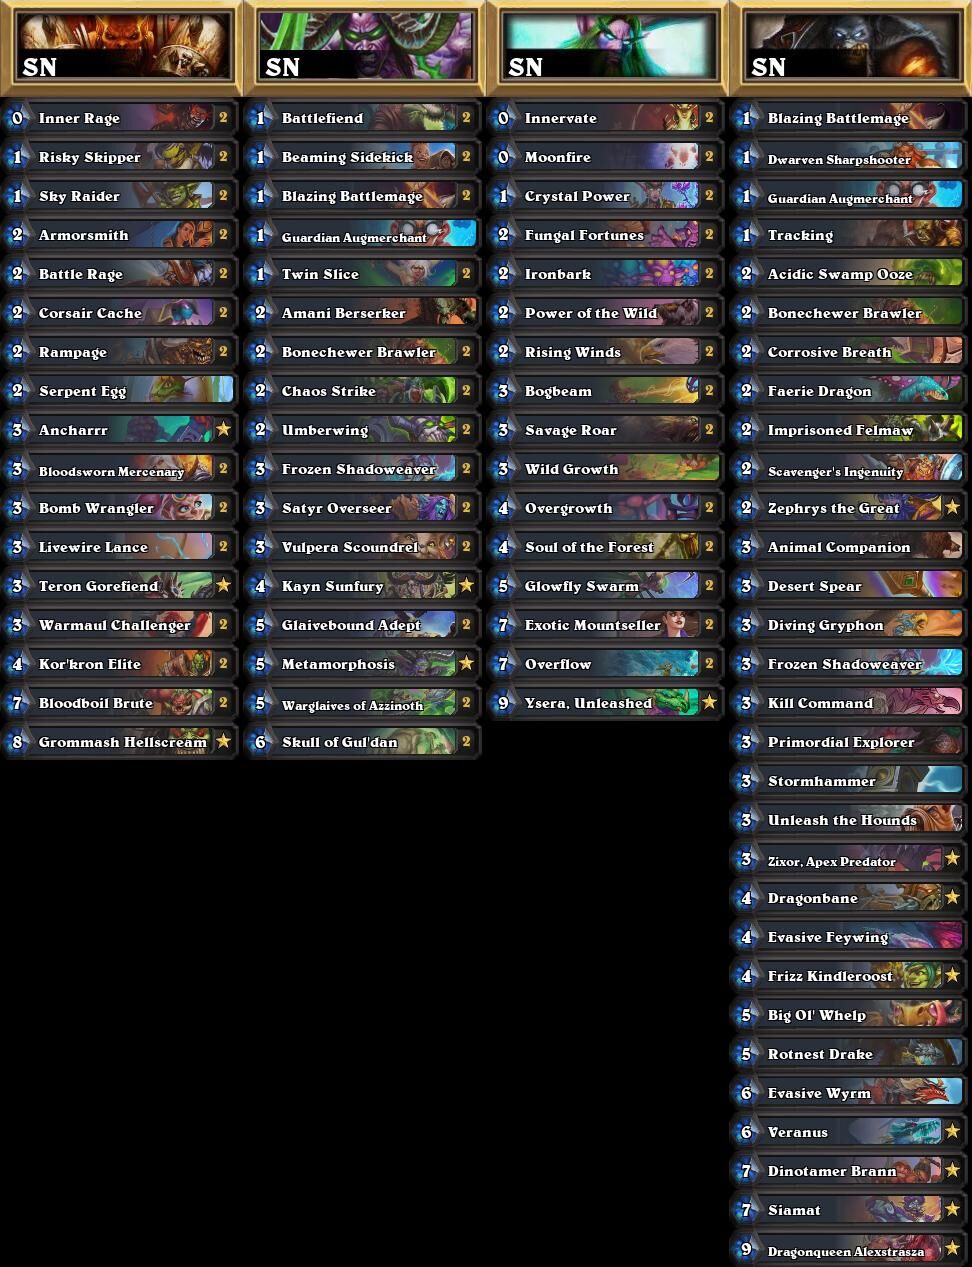 SN
0 Inner Rage 2
1 Risky Skipper 2
1 Sky Raider 2
2 Armorsmith 2
2 Battle Rage 2
2 Corsair Cache 2
2 Rampage 2
2 Serpent Egg
3 Ancharrr
3 Bloodsworn Mercenary 2
3 Bomb Wrangler 2
3 Livewire Lance 2
3 Teron Gorefiend
3 Warmaul Challenger 2
4 Kor'kron Elite 2
7 Bloodboil Brute 2
8 Grommash Hellscream
SN
1 Battlefiend 2
1 Beaming Sidekick 2
1 Blazing Battlemage 2
1 Guardian Augmerchant
1 Twin Slice 2
2 Amani Berserker
2 Bonechewer Brawler 2
2 Chaos Strike 2
2 Umberwing 2
3 Frozen Shadoweaver 2
3 Satyr Overseer 2
3 Vulpera Scoundrel 2
4 Kayn Sunfury
5 Glaivebound Adept 2
5 Metamorphosis
5 Warglaives of Azzinoth 2
6 Skull of Gul'dan 2
SN
0 Innervate 2
0 Moonfire 2
1 Crystal Power 2
2 Fungal Fortunes 2
2 Ironbark 2
2 Power of the Wild 2
2 Rising Winds 2
3 Bogbeam 2
3 Savage Roar 2
3 Wild Growth
4 Overgrowth 2
4 Soul of the Forest 2
5 Glowfly Swarm 2
7 Exotic Mountseller 2
7 Overflow 2
9 Ysera, Unleashed
SN
1 Blazing Battlemage
1 Dwarven Sharpshooter
1 Guardian Augmerchant
1 Tracking
2 Acidic Swamp Ooze
2 Bonechewer Brawler
2 Corrosive Breath
2 Faerie Dragon
2 Imprisoned Felmaw
2 Scavenger's Ingenuity
2 Zephrys the Great
3 Animal Companion
3 Desert Spear
3 Diving Gryphon
3 Frozen Shadoweaver
3 Kill Command
3 Primordial Explorer
3 Stormhammer
3 Unleash the Hounds
3 Zixor, Apex Predator
4 Dragonbane
4 Evasive Feywing
4 Frizz Kindleroost
5 Big Ol' Whelp
5 Rotnest Drake
6 Evasive Wyrm
6 Veranus
7 Dinotamer Brann
7 Siamat
9 Dragonqueen Alexstrasza